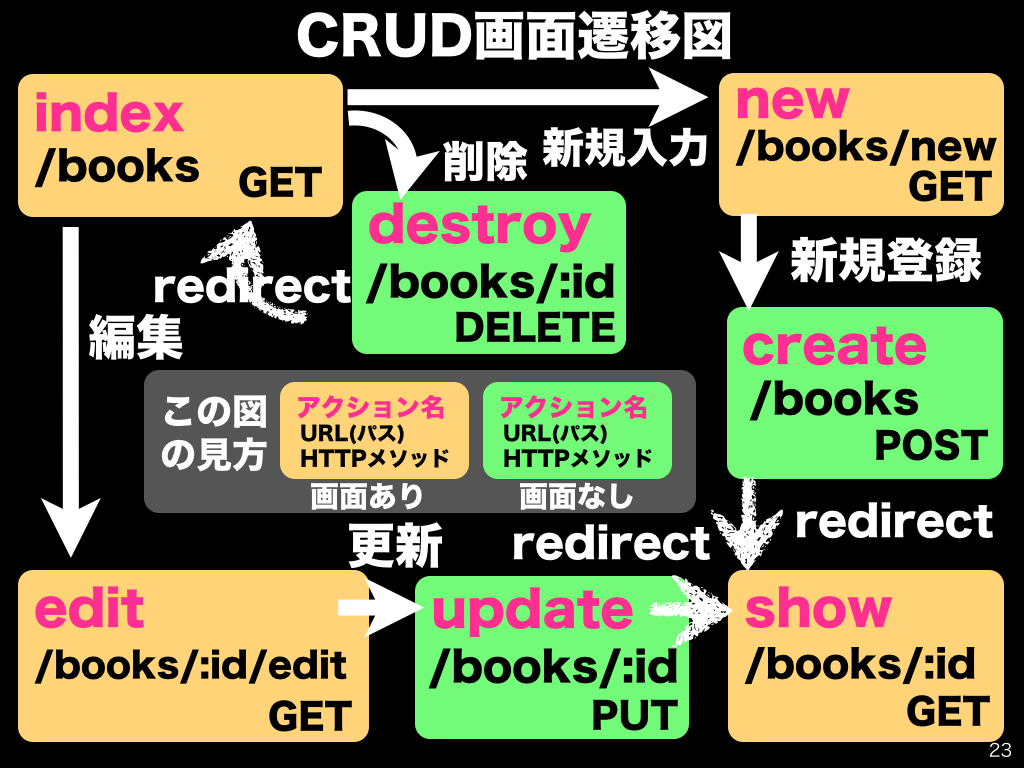 CRUD画面遷移図
index
/books
GET
new
/books/new
GET
削除
新規入力
destroy
/books/:id
DELETE
redirect
編集
新規登録
create
/books
POST
この図
の見方
アクション名
URL(パス)
HTTPメソッド
画面あり
アクション名
URL(パス)
HTTPメソッド
画面なし
更新
redirect
redirect
edit
/books/:id/edit
GET
update
/books/:id
PUT
show
/books/:id
GET
23